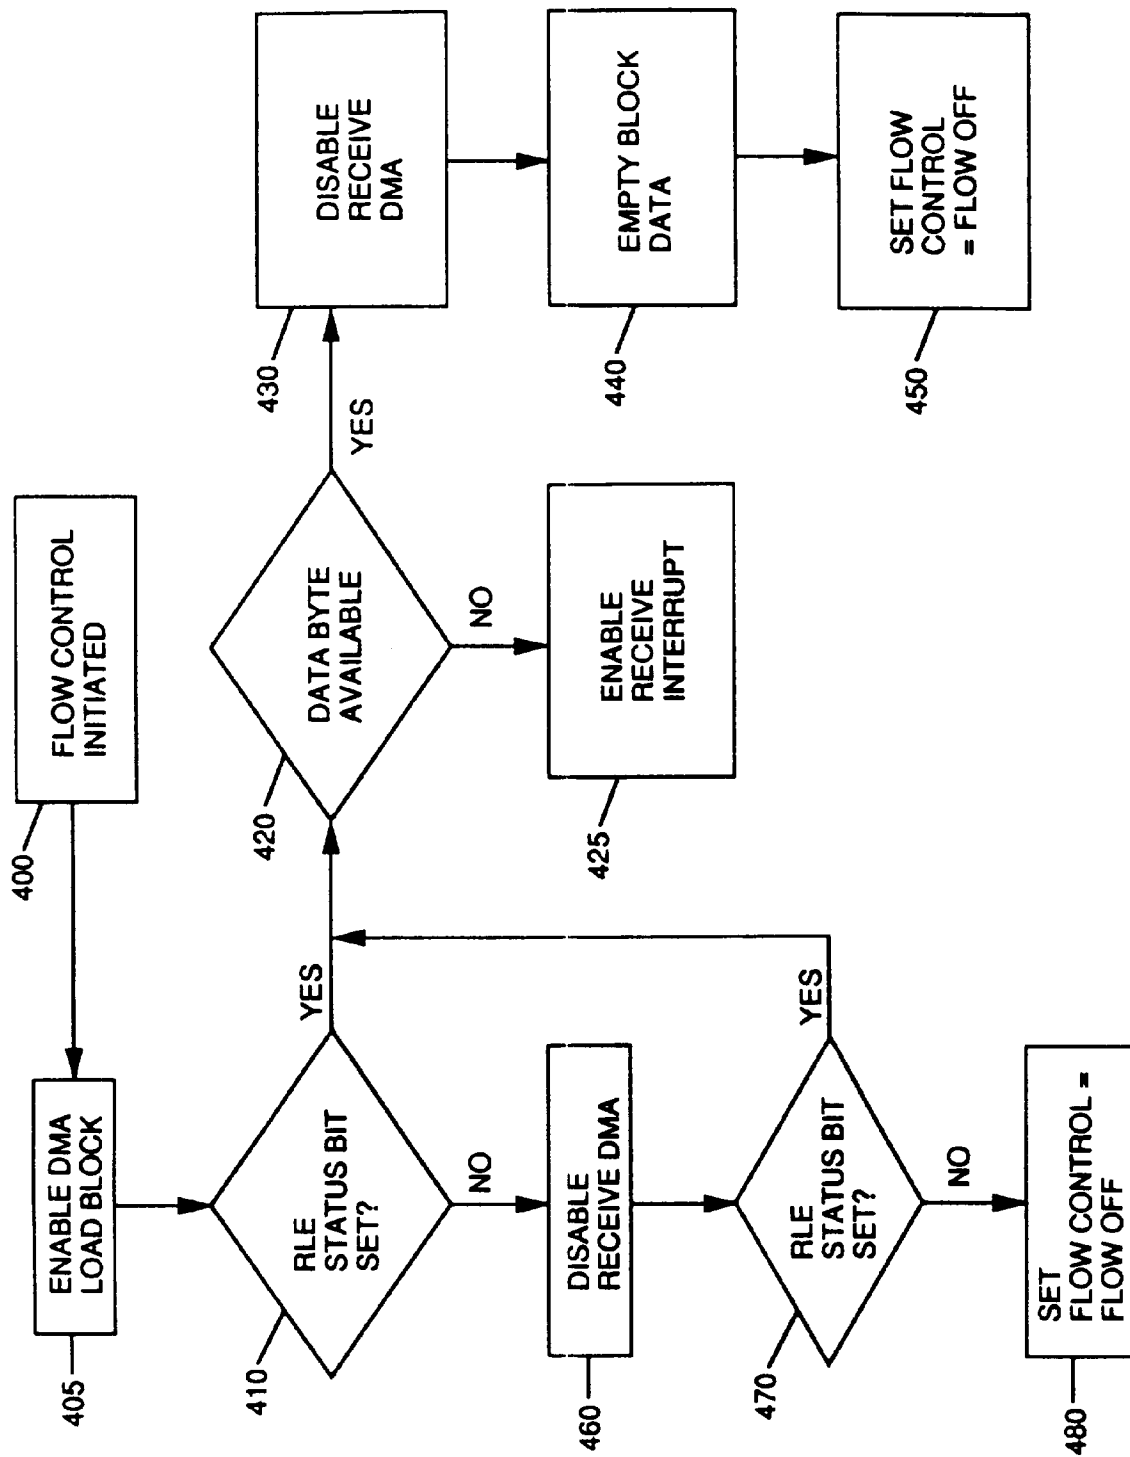 400
FLOW CONTROL
INITIATED
405
ENABLE DMA
LOAD BLOCK
410
RLE
STATUS BIT
SET?
YES
NO
420
DATA BYTE
AVAILABLE
YES
NO
425
ENABLE
RECEIVE
INTERRUPT
430
DISABLE
RECEIVE
DMA
440
EMPTY BLOCK
DATA
450
SET FLOW
CONTROL
= FLOW OFF
460
DISABLE
RECEIVE DMA
470
RLE
STATUS BIT
SET?
YES
NO
480
SET
FLOW CONTROL =
FLOW OFF